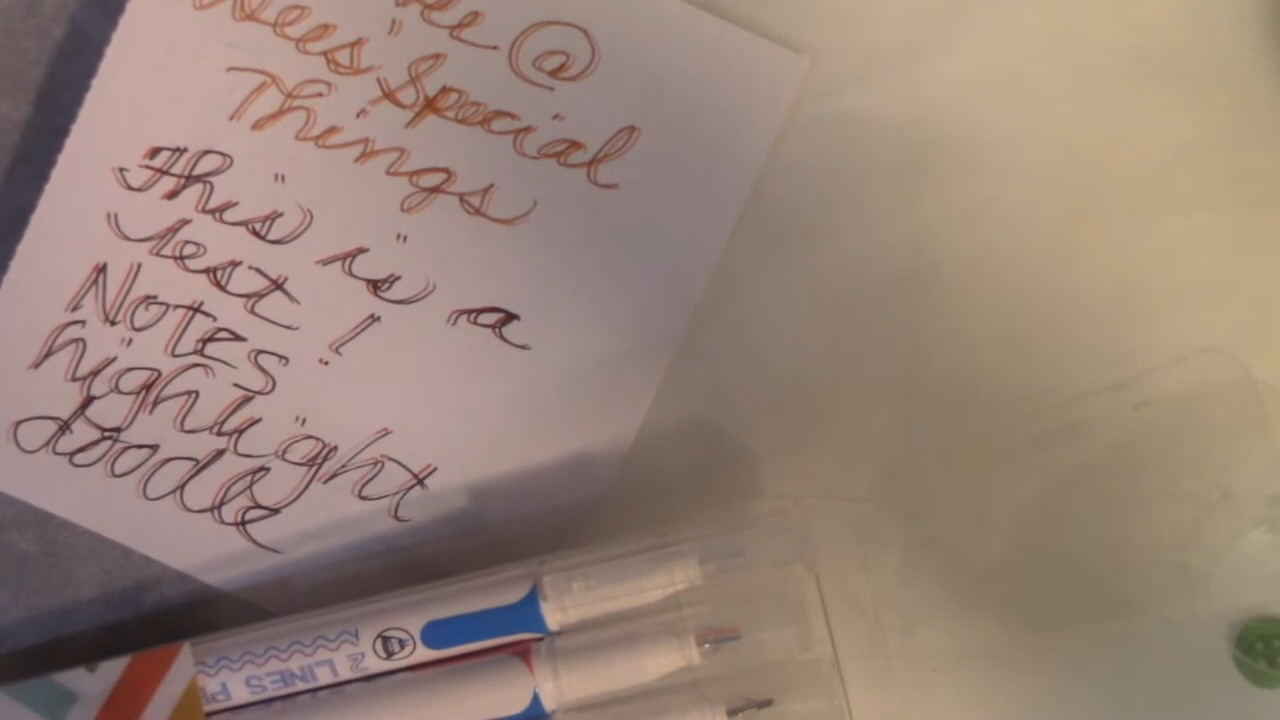 @
Special
Things
This is a
test !
Notes
highlight
doodle
2 LINES